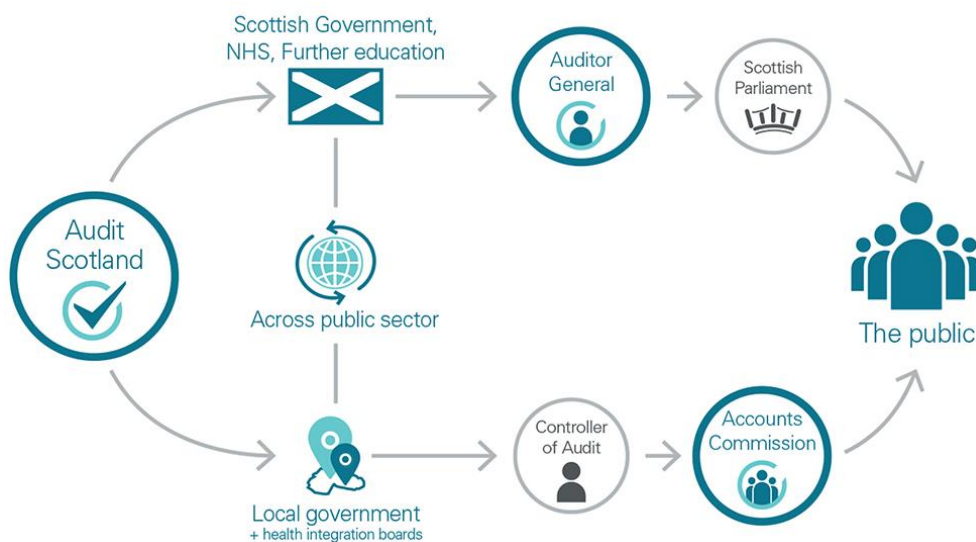 Scottish Government,
NHS, Further education
Auditor
General
Scottish
Parliament
Audit
Scotland
Across public sector
The public
Controller
of Audit
Accounts
Commission
Local government
+ health integration boards